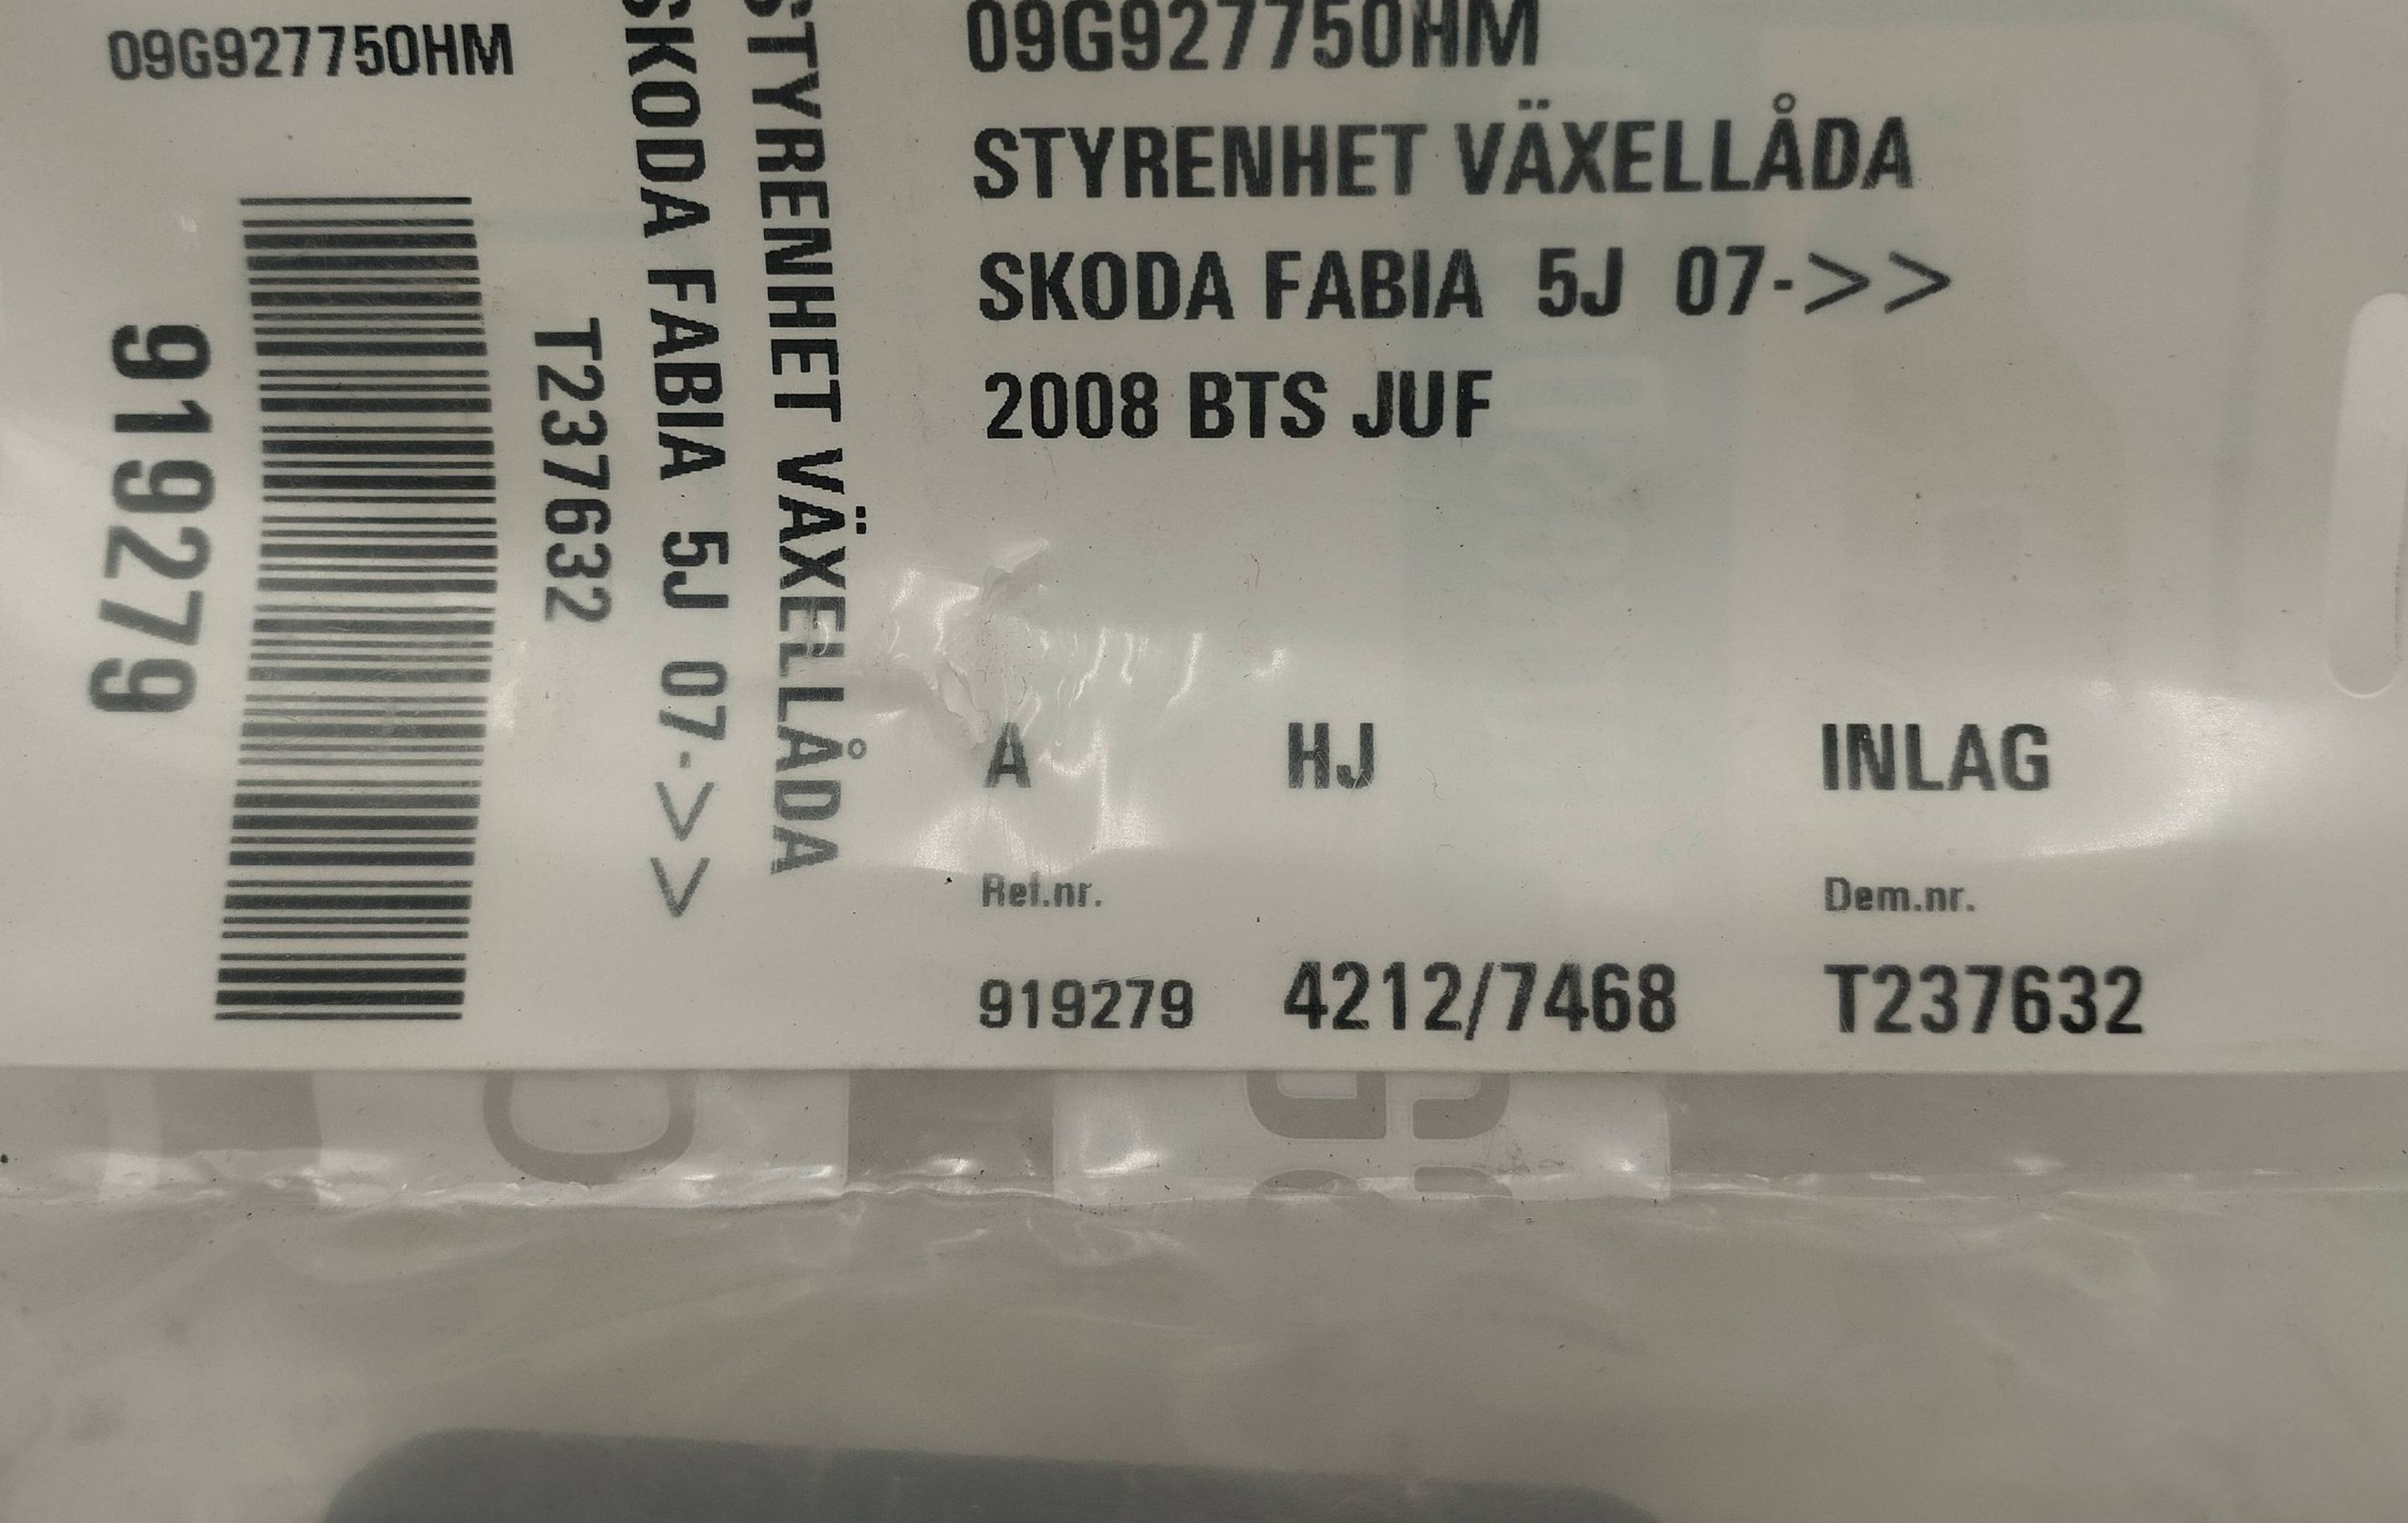 09G927750HM
919279
T237632
SKODA FABIA 5J 07->>
STYRENHET VÄXELLÅDA
09G927750HM
STYRENHET VÄXELLÅDA
SKODA FABIA 5J 07->>
2008 BTS JUF
A HJ INLAG
Ref.nr. Dem.nr.
919279 4212/7468 T237632